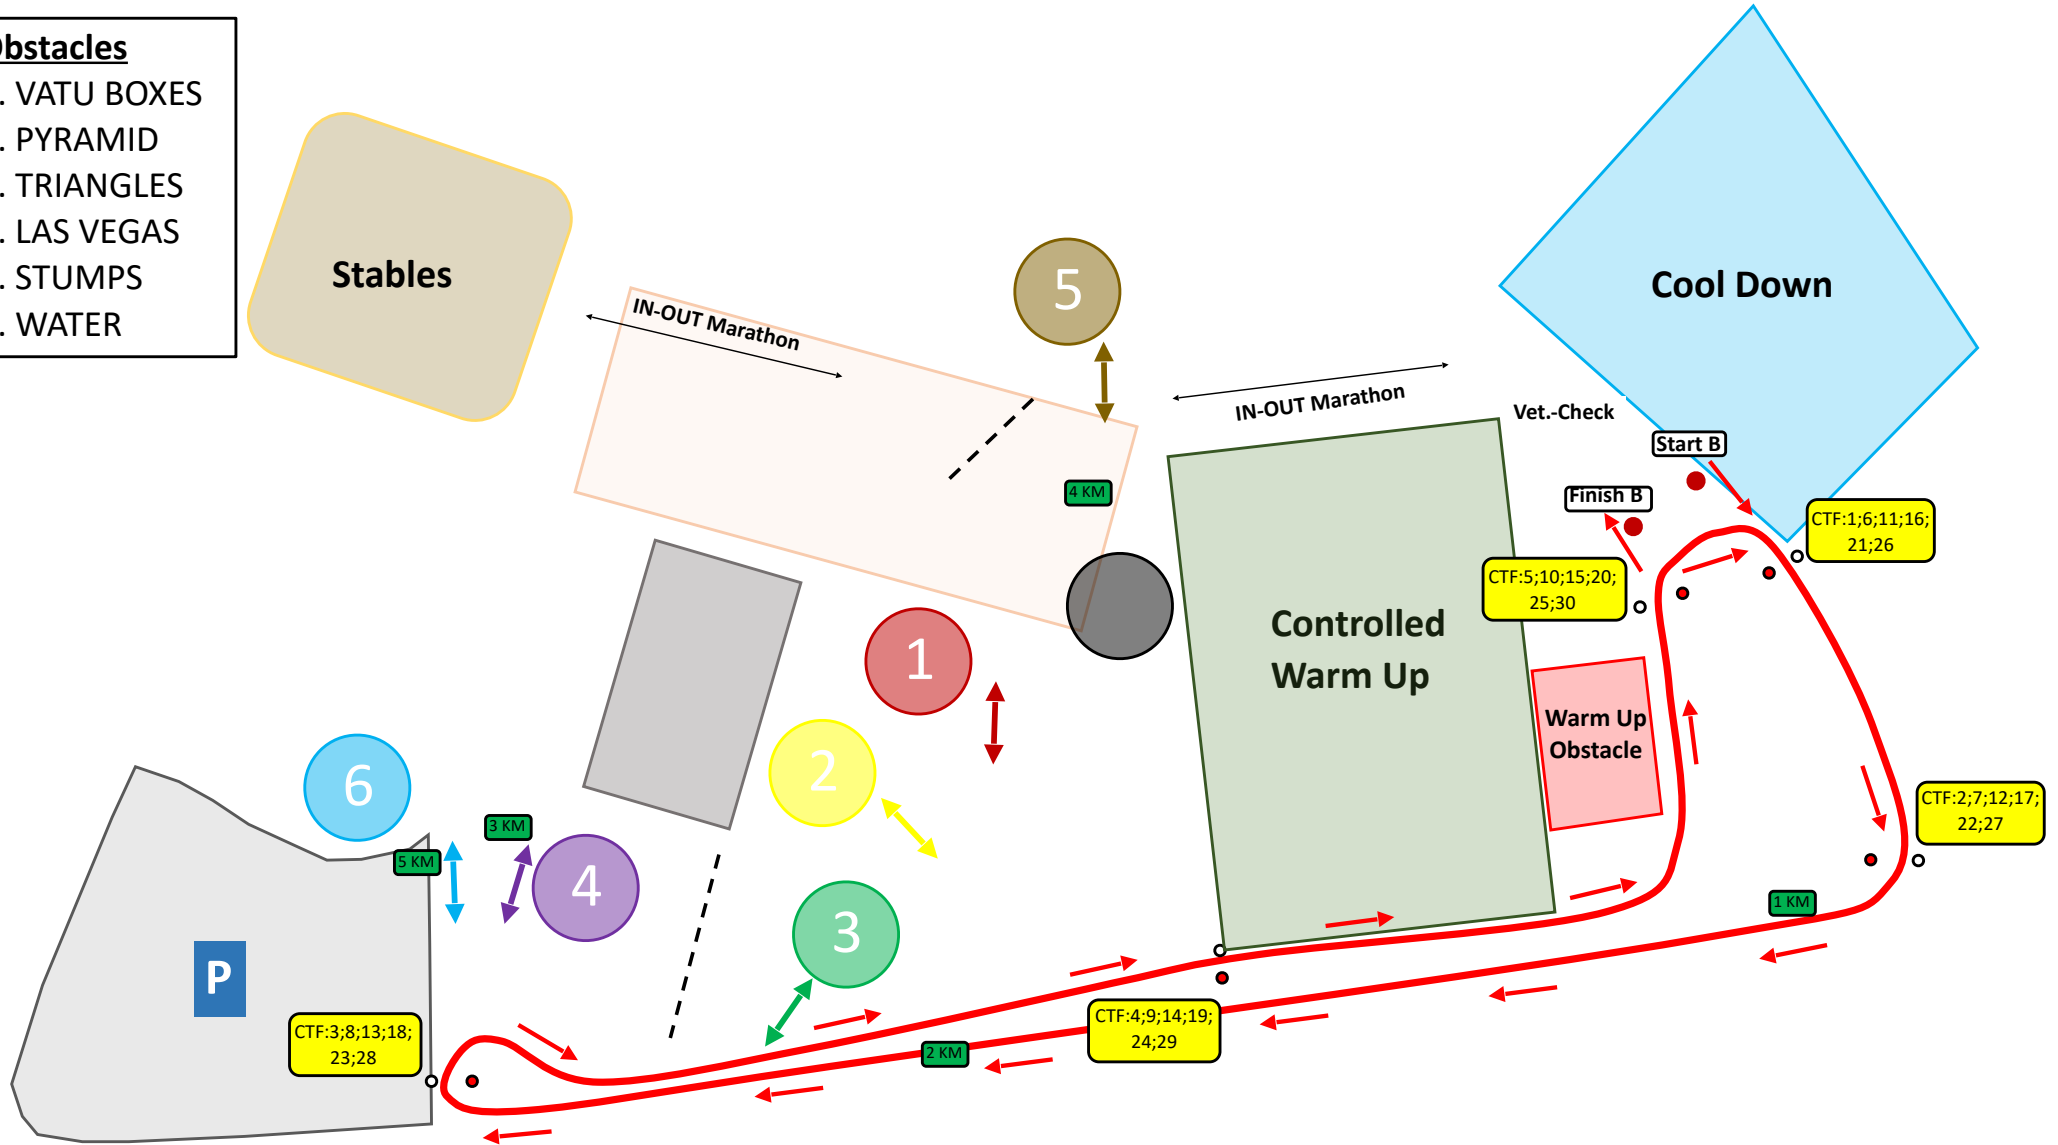 bstacles
. VATU BOXES
. PYRAMID
. TRIANGLES
. LAS VEGAS
. STUMPS
. WATER
Stables
IN-OUT Marathon
5
Cool Down
IN-OUT Marathon
Vet.-Check
Start B
4 KM
Finish B
CTF:1;6;11;16;
21;26
CTF:5;10;15;20;
25;30
Controlled
Warm Up
1
Warm Up
Obstacle
2
6
3 KM
5 KM
4
CTF:2;7;12;17;
22;27
1 KM
3
P
CTF:3;8;13;18;
23;28
CTF:4;9;14;19;
24;29
2 KM